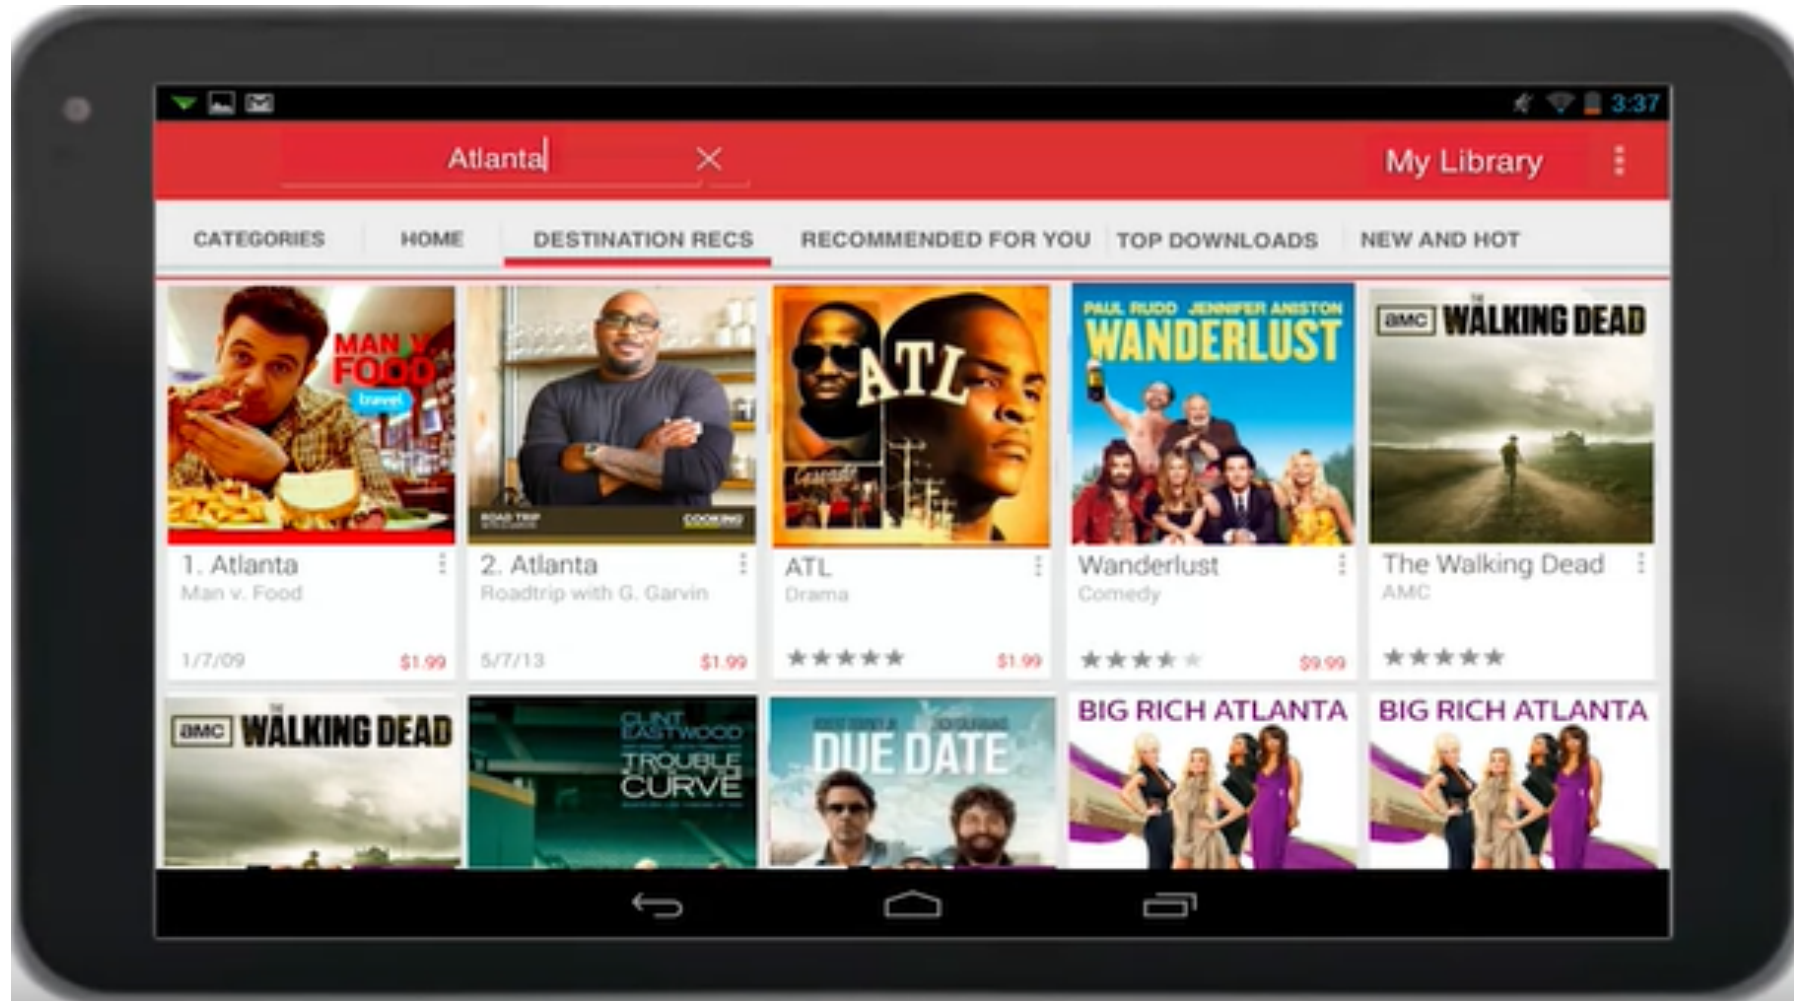 3:37
Atlanta
My Library
CATEGORIES HOME DESTINATION RECS RECOMMENDED FOR YOU TOP DOWNLOADS NEW AND HOT
MAN V.
FOOD
travel
ROAD TRIP
COOKING
ATL
PAUL RUDD JENNIFER ANISTON
WANDERLUST
amc THE WALKING DEAD
1. Atlanta
Man v. Food
1/7/09 $1.99
2. Atlanta
Roadtrip with G. Garvin
5/7/13 $1.99
ATL
Drama
$1.99
Wanderlust
Comedy
$9.99
The Walking Dead
AMC
amc THE WALKING DEAD
CLINT
EASTWOOD
TROUBLE
CURVE
DUE DATE
BIG RICH ATLANTA
BIG RICH ATLANTA